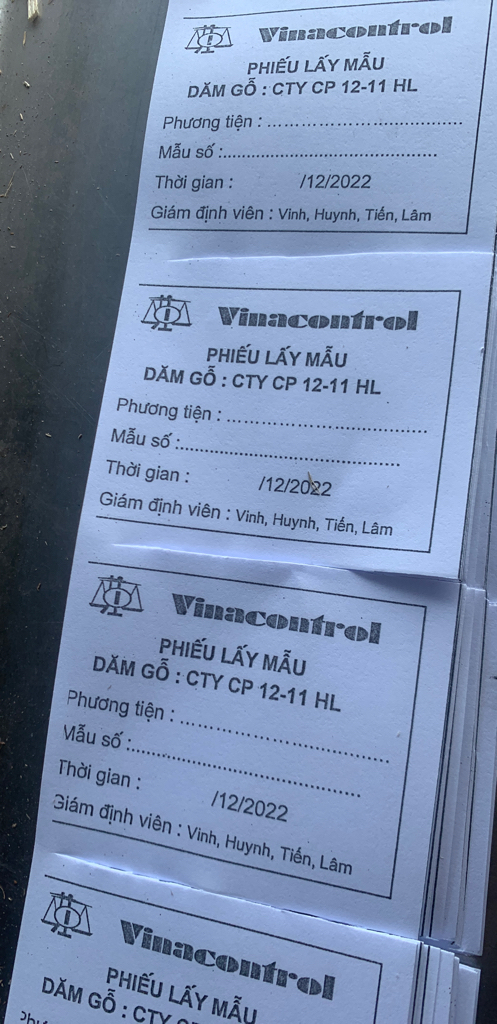 Vinacontrol
PHIẾU LẤY MẪU
DĂM GỖ : CTY CP 12-11 HL
Phương tiện : ........................................
Mẫu số :...........................................
Thời gian : /12/2022
Giám định viên : Vinh, Huynh, Tiến, Lâm
Vinacontrol
PHIẾU LẤY MẪU
DĂM GỖ : CTY CP 12-11 HL
Phương tiện : ........................................
Mẫu số :...........................................
Thời gian : /12/2022
Giám định viên : Vinh, Huynh, Tiến, Lâm
Vinacontrol
PHIẾU LẤY MẪU
DĂM GỖ : CTY CP 12-11 HL
Phương tiện : ........................................
Mẫu số :...........................................
Thời gian : /12/2022
Giám định viên : Vinh, Huynh, Tiến, Lâm
Vinacontrol
PHIẾU LẤY MẪU
DĂM GỖ : CTY